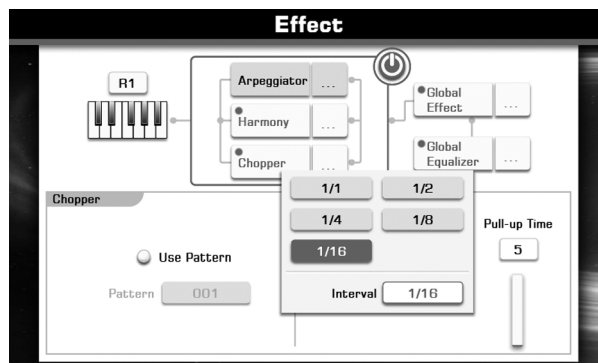 Effect
R1
Arpeggiator ...
Harmony ...
Chopper ...
Global
Effect ...
Global
Equalizer ...
Chopper
1/1 1/2
1/4 1/8
1/16
Interval 1/16
Use Pattern
Pattern 001
Pull-up Time
5